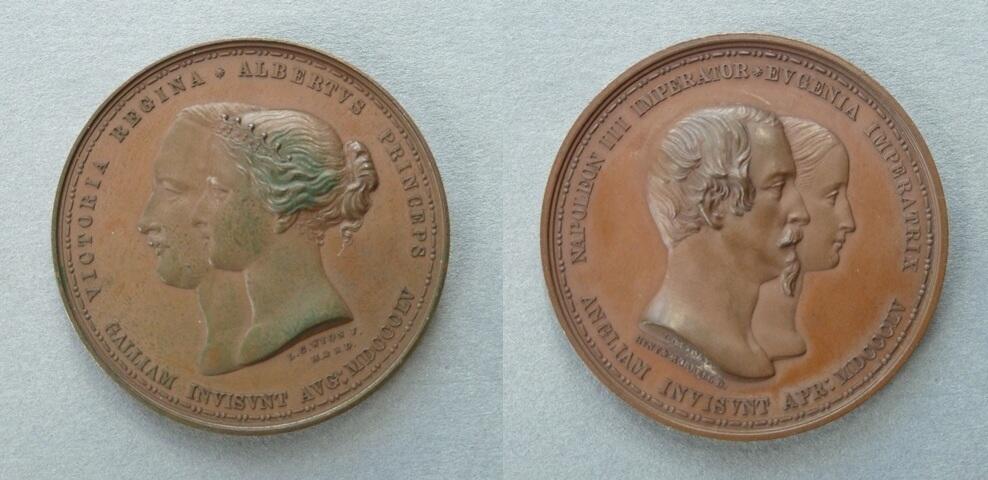 VICTORIA REGINA * ALBERTVS PRINCEPS
GALLIAM INVISVNT AVG: MDCCCLV
L.C. WYON F.
NAPOLEON III IMPERATOR * EVGENIA IMPERATRIX
ANGLIAM INVISVNT APR: MDCCCLV